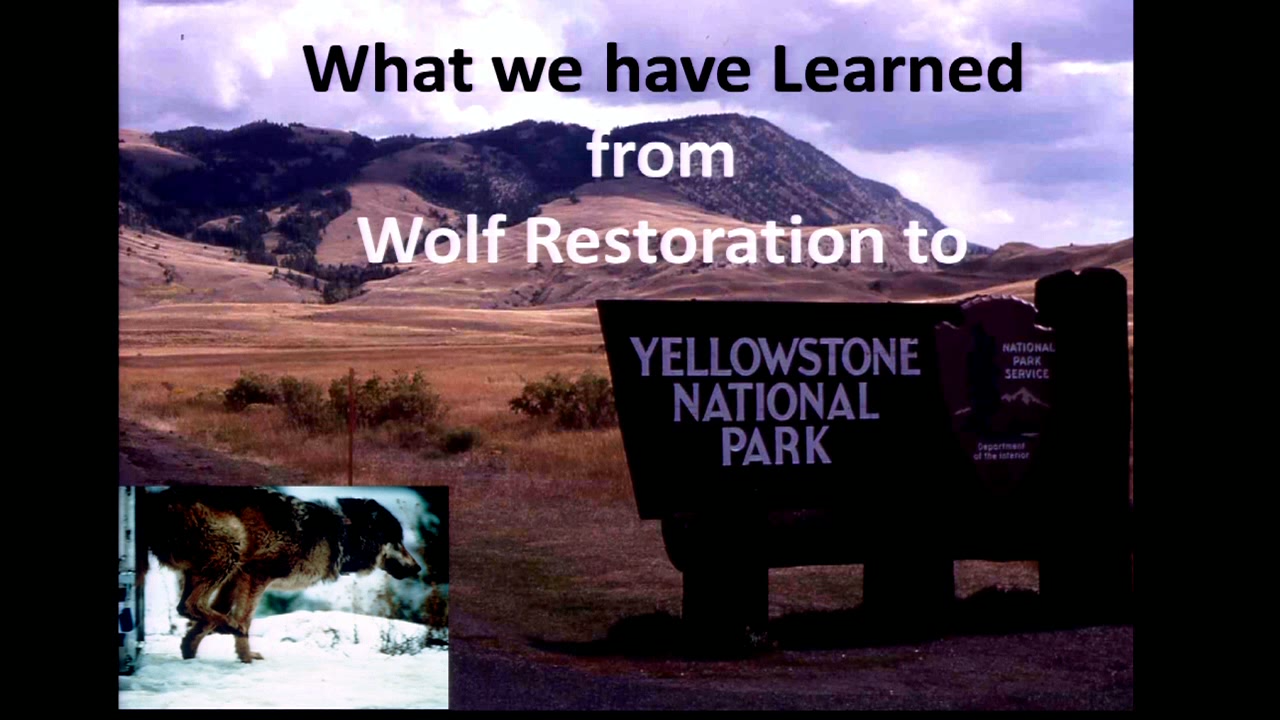 What we have Learned
from
Wolf Restoration to
YELLOWSTONE
NATIONAL
PARK
NATIONAL
PARK
SERVICE
Department
of the Interior